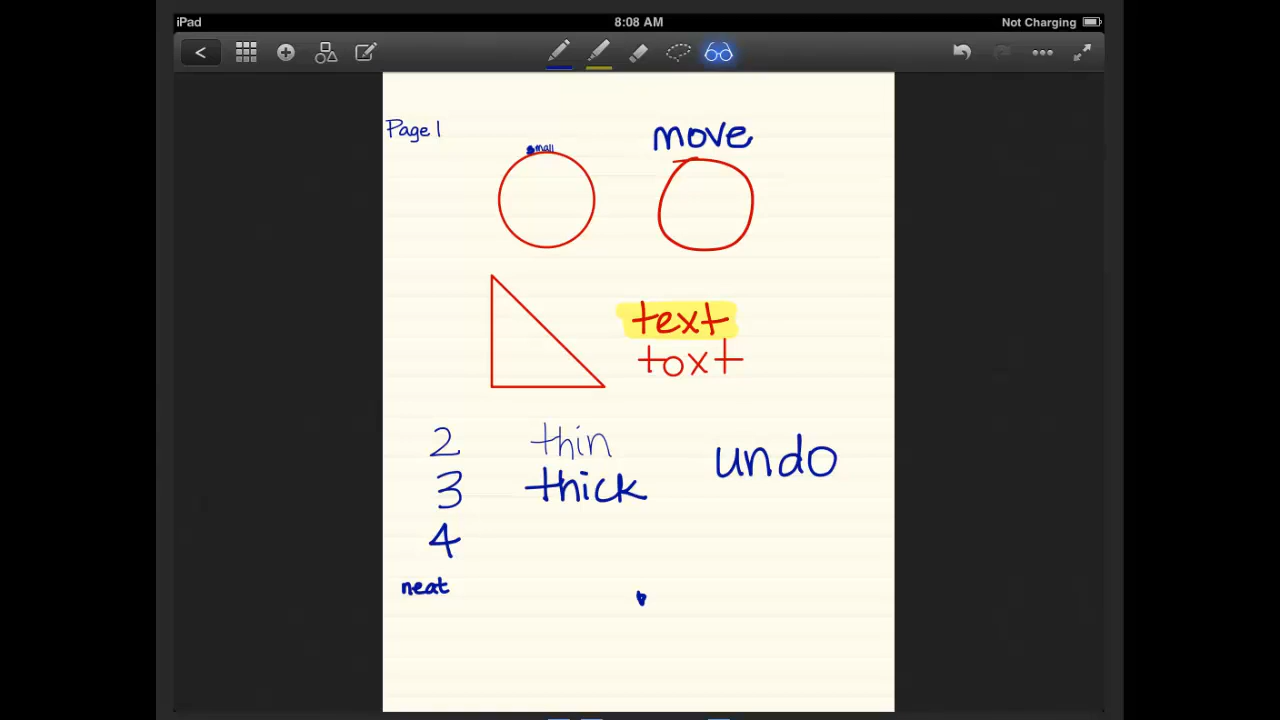 iPad 8:08 AM Not Charging
Page 1
small
move
text
toxt
2 thin
undo
3 thick
4
neat